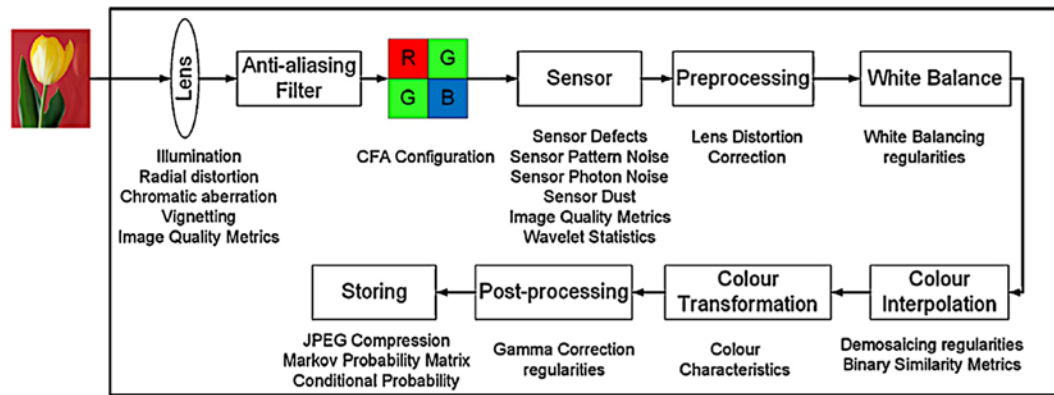 Lens
Anti-aliasing
Filter
R G
G B
Sensor
Preprocessing
White Balance
Illumination
Radial distortion
Chromatic aberration
Vignetting
Image Quality Metrics
CFA Configuration
Sensor Defects
Sensor Pattern Noise
Sensor Photon Noise
Sensor Dust
Image Quality Metrics
Wavelet Statistics
Lens Distortion
Correction
White Balancing
regularities
Storing
Post-processing
Colour
Transformation
Colour
Interpolation
JPEG Compression
Markov Probability Matrix
Conditional Probability
Gamma Correction
regularities
Colour
Characteristics
Demosaicing regularities
Binary Similarity Metrics